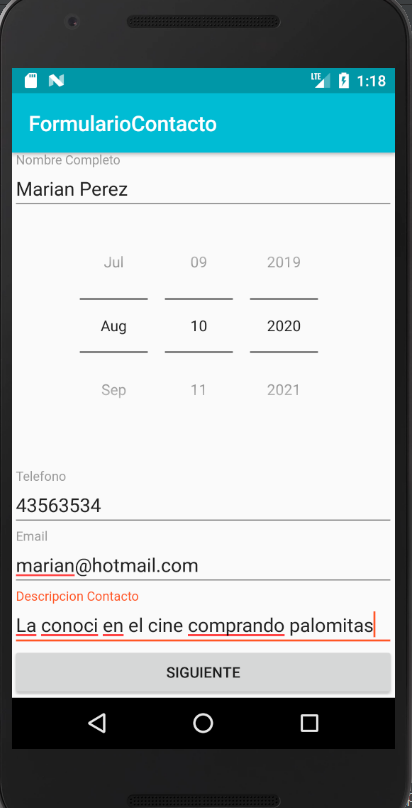 LTE 1:18
FormularioContacto
Nombre Completo
Marian Perez
Jul 09 2019
Aug 10 2020
Sep 11 2021
Telefono
43563534
Email
marian@hotmail.com
Descripcion Contacto
La conoci en el cine comprando palomitas
SIGUIENTE